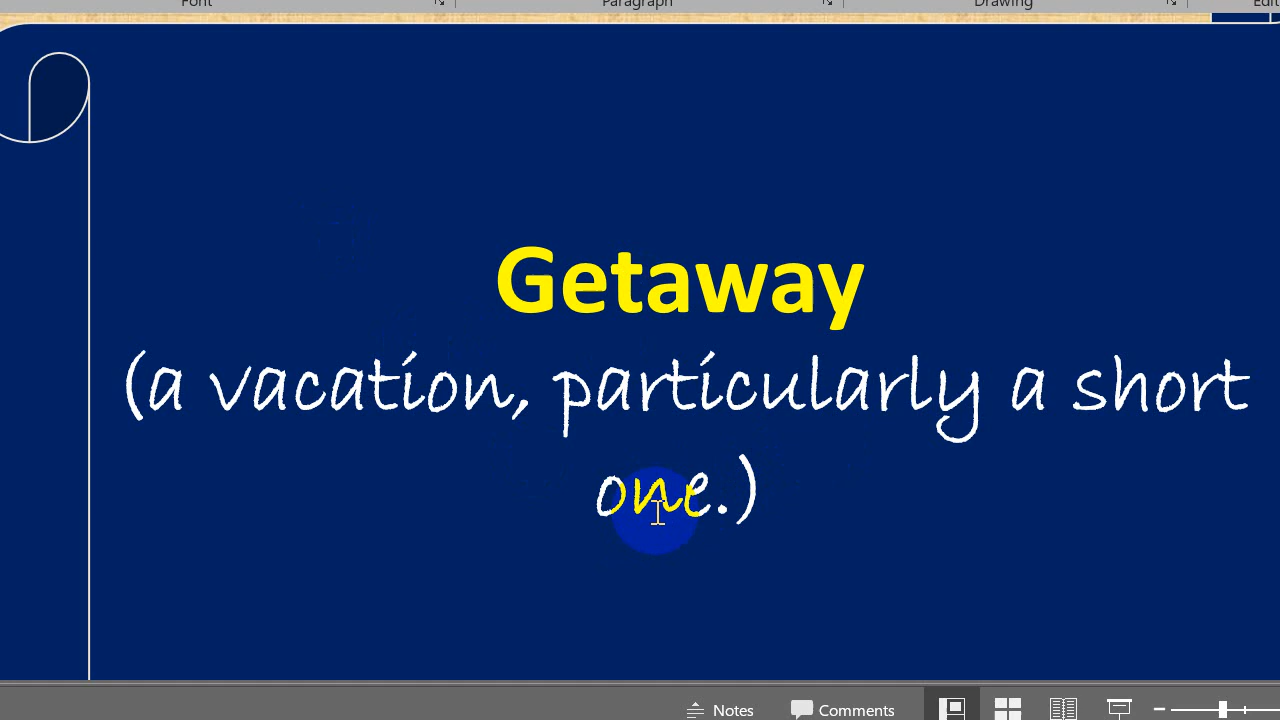 Font Paragraph Drawing
Getaway
(a vacation, particularly a short
one.)
Notes Comments